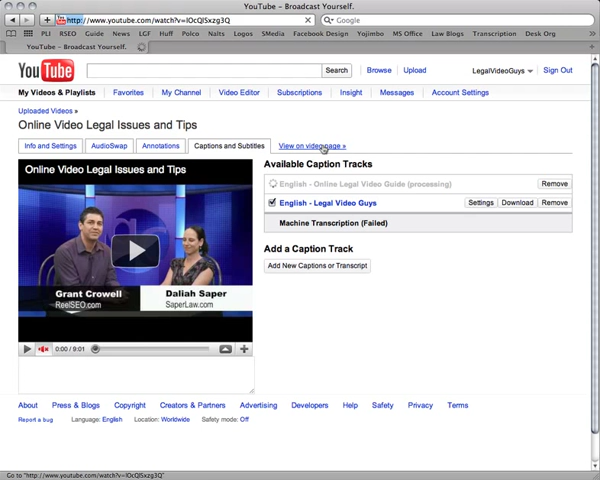 YouTube – Broadcast Yourself.
http://www.youtube.com/watch?v=lOcQlSxzg3Q
Google
PLI RSEO Guide News LGF Huff Mojo Natco Logos LSmedia Basecamp Yojimbo MS Office Law Blogs Transcription Desk Org
YouTube – Broadcast Yourself.
YouTube
Search
Browse
Upload
LegalVideoGuys
Sign Out
My Videos & Playlists Favorites My Channel Video Editor Subscriptions Insight Messages Account Settings
Uploaded Videos »
Online Video Legal Issues and Tips
Info and Settings AudioSwap Annotations Captions and Subtitles View on video page »
Online Video Legal Issues and Tips
Grant Crowell
ReelSEO.com
Daliah Saper
SaperLaw.com
0:00 / 9:01
Available Caption Tracks
English - Online Legal Video Guide (processing) Remove
English - Legal Video Guys Settings Download Remove
Machine Transcription (Failed)
Add a Caption Track
Add New Captions or Transcript
About Press & Blogs Copyright Creators & Partners Advertising Developers Help Safety Privacy Terms
Report a bug Language: English Location: Worldwide Safety mode: Off
Go to "http://www.youtube.com/watch?v=lOcQlSxzg3Q"